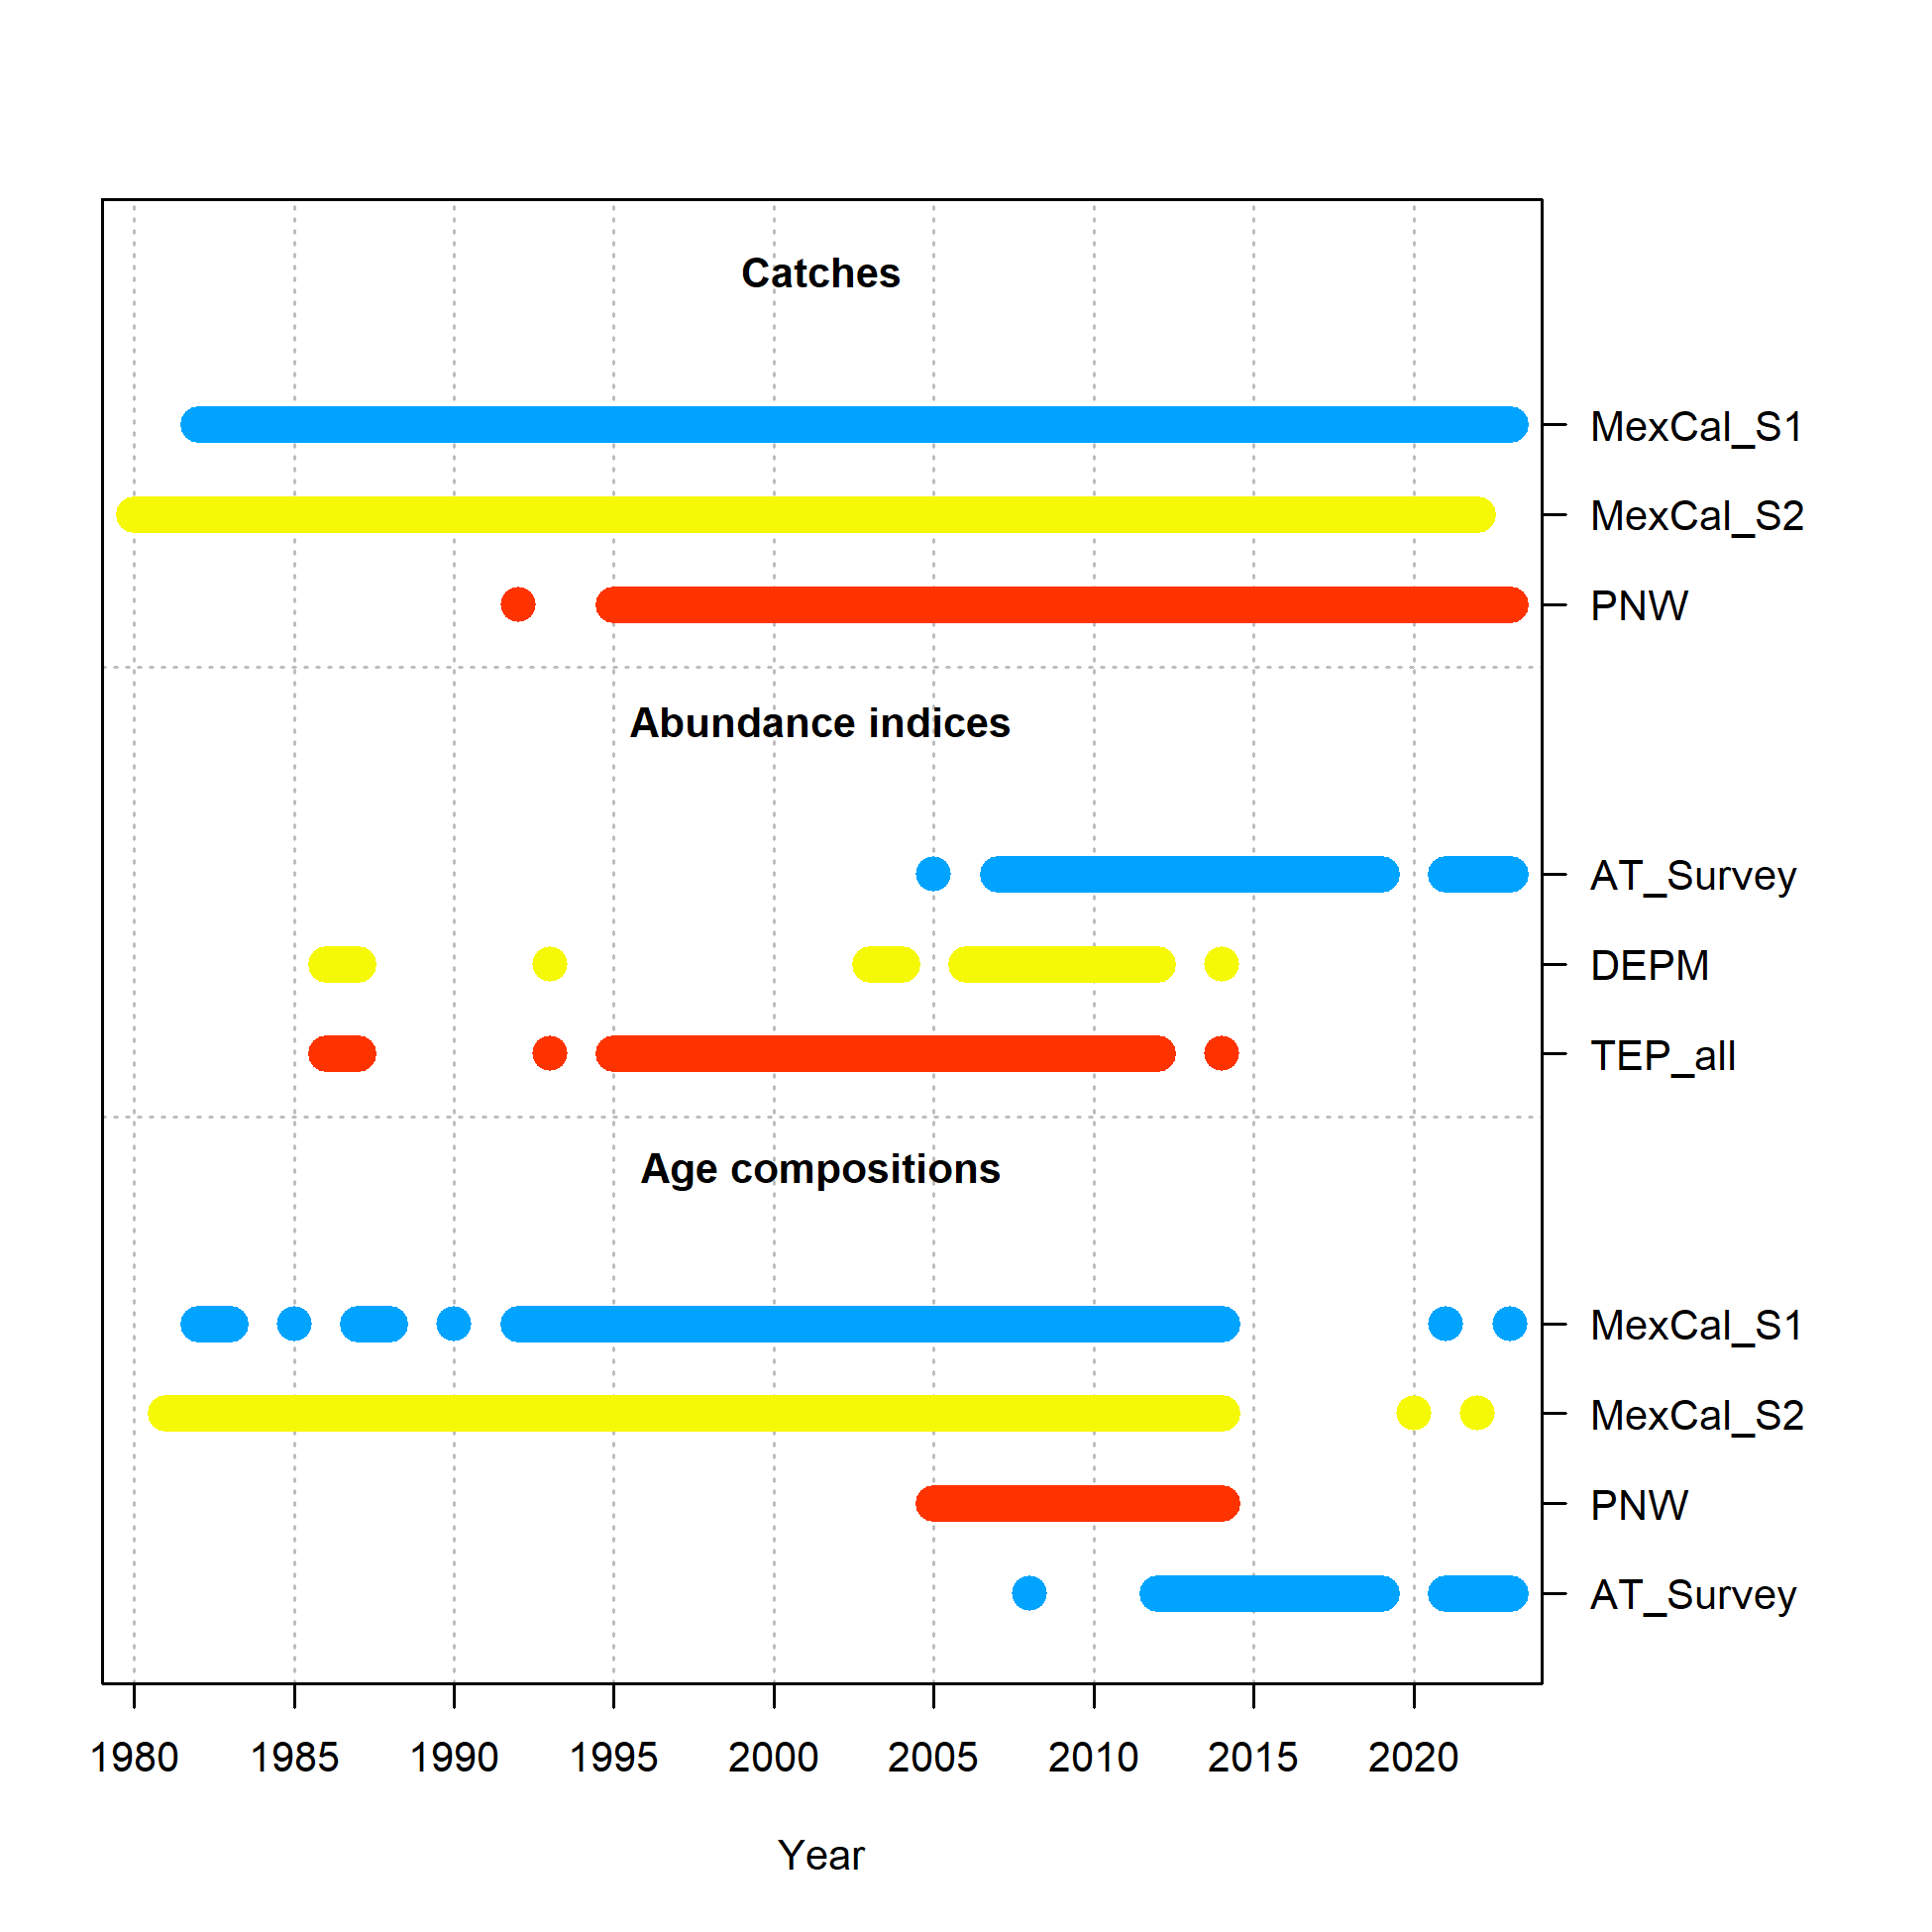 Catches
MexCal_S1
MexCal_S2
PNW
Abundance indices
AT_Survey
DEPM
TEP_all
Age compositions
MexCal_S1
MexCal_S2
PNW
AT_Survey
1980 1985 1990 1995 2000 2005 2010 2015 2020
Year